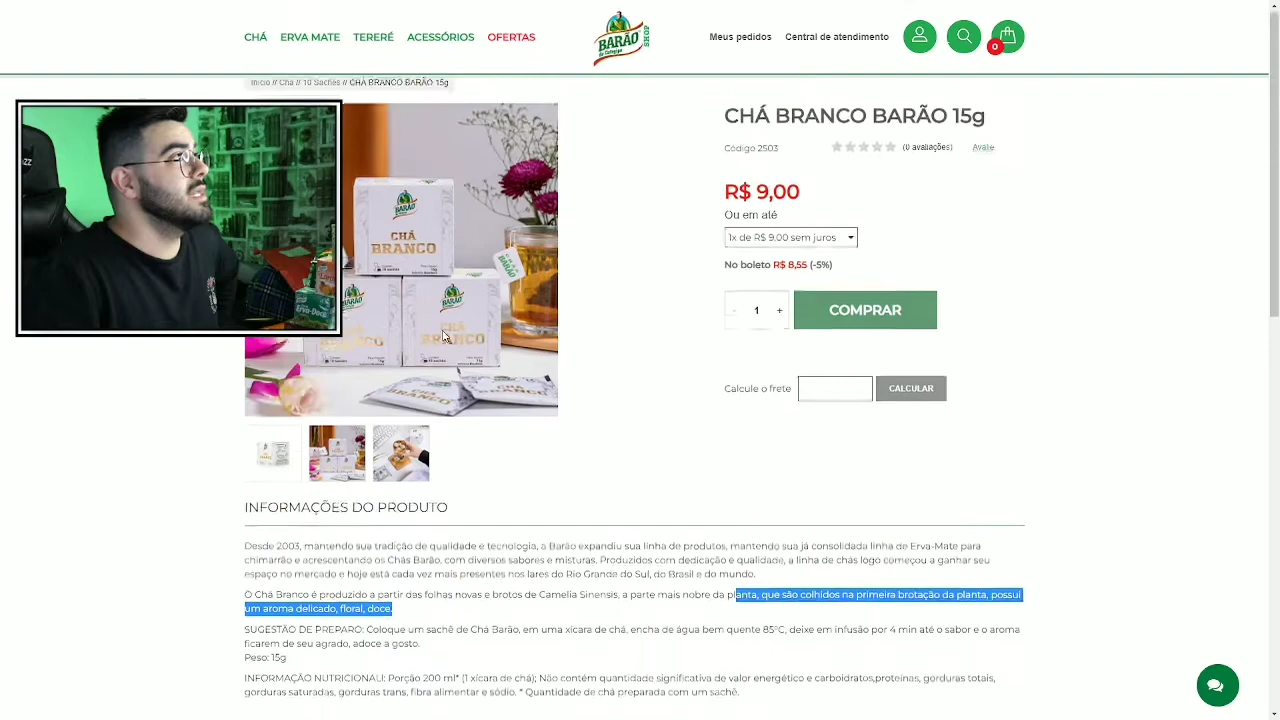 CHÁ ERVA MATE TERERÉ ACESSÓRIOS OFERTAS
BARÃO
de Cotegipe
SHOP
Meus pedidos Central de atendimento
0
Início // Chá // 10 Sachês // CHÁ BRANCO BARÃO 15g
CHÁ BRANCO BARÃO 15g
Código 2503
(0 avaliações) Avalie
R$ 9,00
Ou em até
1x de R$ 9,00 sem juros
No boleto R$ 8,55 (-5%)
- 1 +
COMPRAR
Calcule o frete
CALCULAR
CHÁ
BRANCO
BARÃO
CHÁ
BRANCO
Erva-Doce
INFORMAÇÕES DO PRODUTO
Desde 2003, mantendo sua tradição de qualidade e tecnologia, a Barão expandiu sua linha de produtos, mantendo sua já consolidada linha de Erva-Mate para
chimarrão e acrescentando os Chás Barão, com diversos sabores e misturas. Produzidos com dedicação e qualidade, a linha de chás logo começou a ganhar seu
espaço no mercado e hoje está cada vez mais presentes nos lares do Rio Grande do Sul, do Brasil e do mundo.
O Chá Branco é produzido a partir das folhas novas e brotos de Camelia Sinensis, a parte mais nobre da planta, que são colhidos na primeira brotação da planta, possui
um aroma delicado, floral, doce.
SUGESTÃO DE PREPARO: Coloque um sachê de Chá Barão, em uma xícara de chá, encha de água bem quente 85°C, deixe em infusão por 4 min até o sabor e o aroma
ficarem de seu agrado, adoce a gosto.
Peso: 15g
INFORMAÇÃO NUTRICIONALI: Porção 200 ml* (1 xícara de chá); Não contém quantidade significativa de valor energético e carboidratos,proteínas, gorduras totais,
gorduras saturadas, gorduras trans, fibra alimentar e sódio. * Quantidade de chá preparada com um sachê.